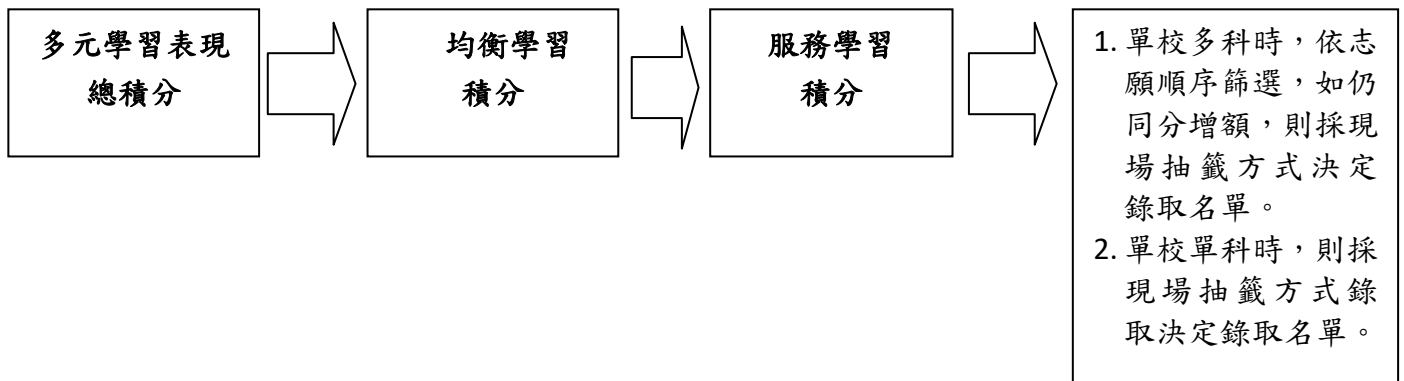 多元學習表現
總積分
均衡學習
積分
服務學習
積分
1. 單校多科時，依志
願順序篩選，如仍
同分增額，則採現
場抽籤方式決定
錄取名單。
2. 單校單科時，則採
現場抽籤方式錄
取決定錄取名單。